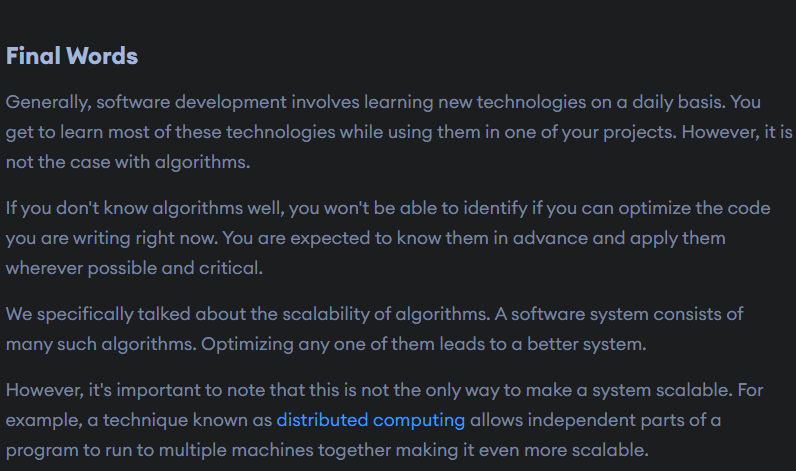 Final Words
Generally, software development involves learning new technologies on a daily basis. You
get to learn most of these technologies while using them in one of your projects. However, it is
not the case with algorithms.
If you don't know algorithms well, you won't be able to identify if you can optimize the code
you are writing right now. You are expected to know them in advance and apply them
wherever possible and critical.
We specifically talked about the scalability of algorithms. A software system consists of
many such algorithms. Optimizing any one of them leads to a better system.
However, it's important to note that this is not the only way to make a system scalable. For
example, a technique known as distributed computing allows independent parts of a
program to run to multiple machines together making it even more scalable.